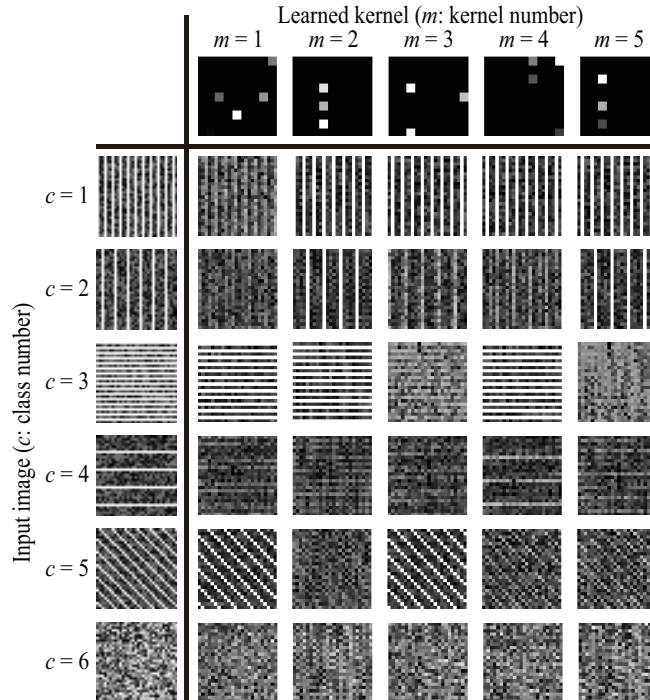 Learned kernel (m: kernel number)
m = 1 m = 2 m = 3 m = 4 m = 5
Input image (c: class number)
c = 1
c = 2
c = 3
c = 4
c = 5
c = 6